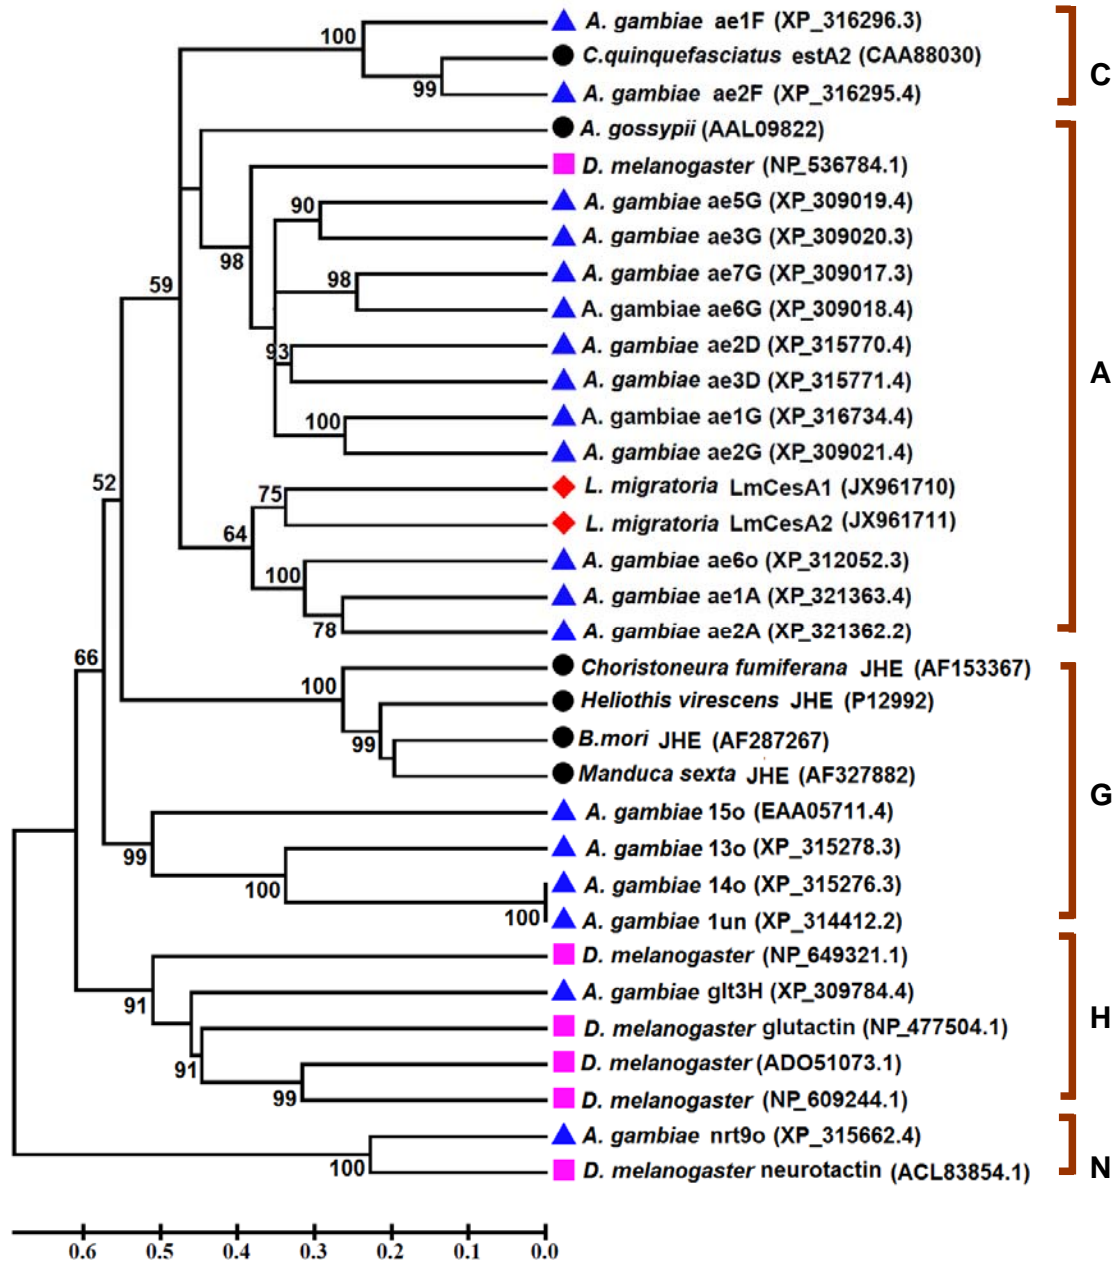 A. gambiae ae1F (XP_316296.3)
100
C.quinquefasciatus estA2 (CAA88030)
C
99
A. gambiae ae2F (XP_316295.4)
A. gossypii (AAL09822)
D. melanogaster (NP_536784.1)
A. gambiae ae5G (XP_309019.4)
90
A. gambiae ae3G (XP_309020.3)
98
A. gambiae ae7G (XP_309017.3)
98
59
A. gambiae ae6G (XP_309018.4)
A. gambiae ae2D (XP_315770.4)
93
A. gambiae ae3D (XP_315771.4)
A
A. gambiae ae1G (XP_316734.4)
100
A. gambiae ae2G (XP_309021.4)
52
L. migratoria LmCesA1 (JX961710)
75
L. migratoria LmCesA2 (JX961711)
64
A. gambiae ae6o (XP_312052.3)
100
A. gambiae ae1A (XP_321363.4)
78
A. gambiae ae2A (XP_321362.2)
66
Choristoneura fumiferana JHE (AF153367)
100
Heliothis virescens JHE (P12992)
99
B.mori JHE (AF287267)
Manduca sexta JHE (AF327882)
G
A. gambiae 15o (EAA05711.4)
99
A. gambiae 13o (XP_315278.3)
100
A. gambiae 14o (XP_315276.3)
100
A. gambiae 1un (XP_314412.2)
D. melanogaster (NP_649321.1)
91
A. gambiae glt3H (XP_309784.4)
H
D. melanogaster glutactin (NP_477504.1)
91
D. melanogaster (ADO51073.1)
99
D. melanogaster (NP_609244.1)
A. gambiae nrt9o (XP_315662.4)
100
D. melanogaster neurotactin (ACL83854.1)
N
0.6 0.5 0.4 0.3 0.2 0.1 0.0